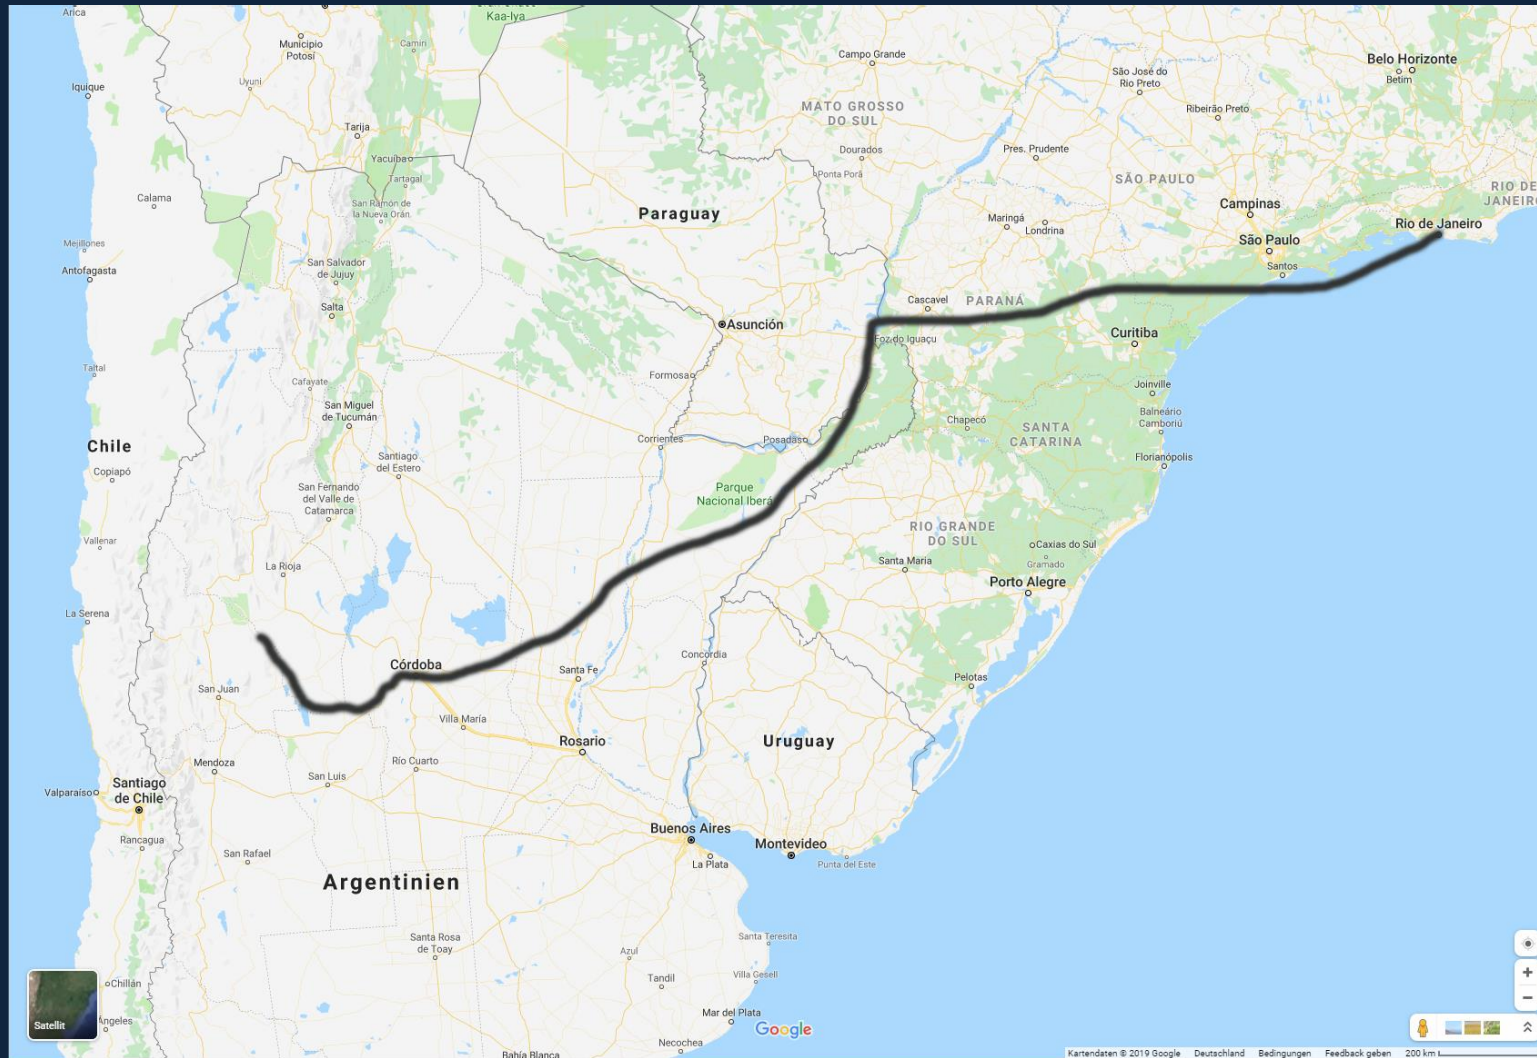 Arica
Kaa-Iya
Municipio
Potosí
Camiri
Campo Grande
Belo Horizonte
Betim
Uyuni
Iquique
São José do
Rio Preto
MATO GROSSO
DO SUL
Ribeirão Preto
Tarija
Yacuiba
Dourados
Pres. Prudente
Tartagal
Ponta Porã
SÃO PAULO
RIO DE
JANEIRO
Calama
San Ramón de
la Nueva Orán
Paraguay
Campinas
Maringá
Londrina
Rio de Janeiro
Mejillones
São Paulo
Antofagasta
San Salvador
de Jujuy
Santos
Salta
Cascavel
PARANÁ
Asunción
Foz do Iguaçu
Curitiba
Taltal
Formosa
Cafayate
Joinville
San Miguel
de Tucumán
Balneário
Camboriú
Chapecó
SANTA
CATARINA
Chile
Corrientes
Posadas
Copiapó
Santiago
del Estero
Florianópolis
San Fernando
del Valle de
Catamarca
Parque
Nacional Iberá
RIO GRANDE
DO SUL
Vallenar
Caxias do Sul
La Rioja
Santa Maria
Gramado
Porto Alegre
La Serena
Córdoba
Concordia
Santa Fe
Pelotas
San Juan
Villa María
Rosario
Uruguay
Mendoza
Río Cuarto
San Luis
Santiago
de Chile
Valparaíso
Buenos Aires
Montevideo
Rancagua
San Rafael
La Plata
Punta del Este
Argentinien
Santa Rosa
de Toay
Santa Teresita
Azul
Tandil
Villa Gesell
Chillán
Mar del Plata
Satellit
Angeles
Google
Necochea
Bahía Blanca
Kartendaten © 2019 Google Deutschland Bedingungen Feedback geben 200 km